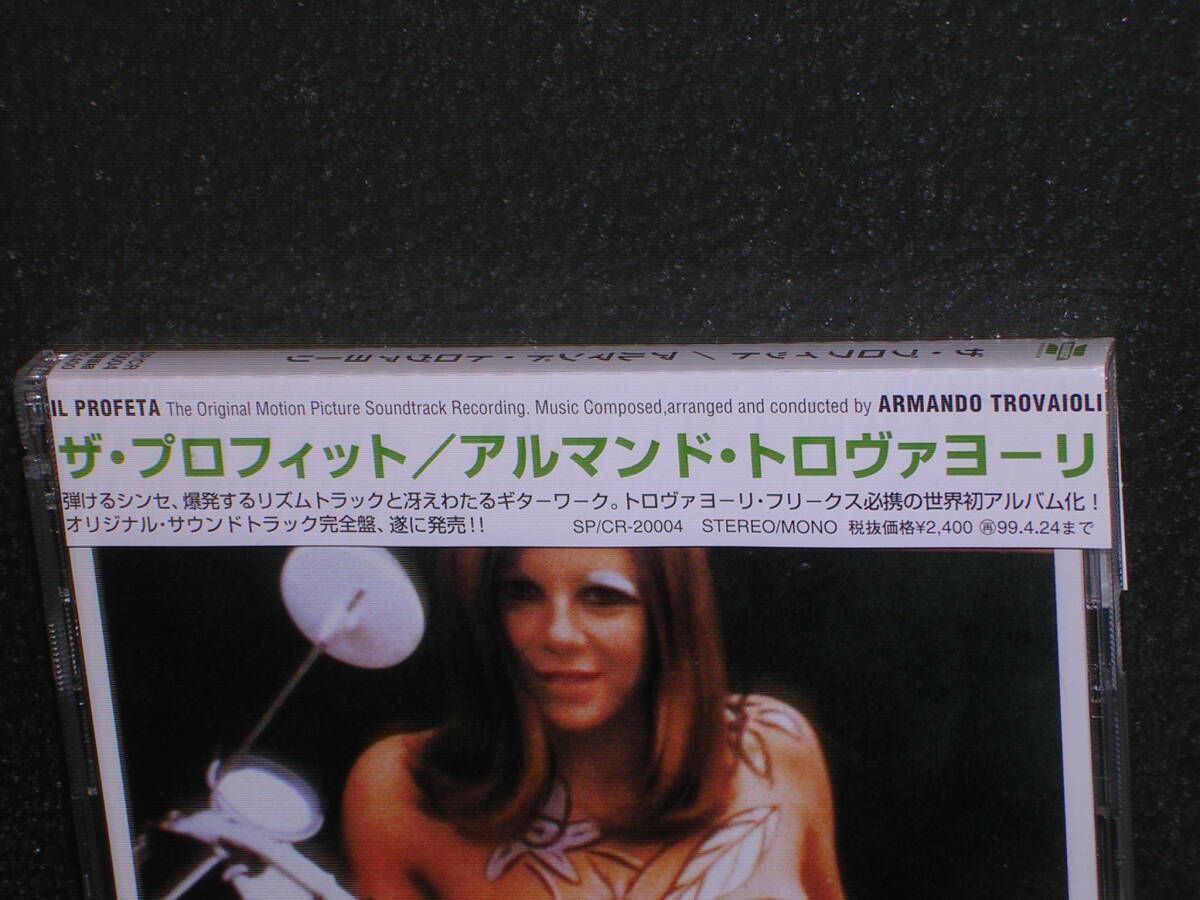 ザ・プロフィット / アルマンド・トロヴァヨーリ
IL PROFETA The Original Motion Picture Soundtrack Recording. Music Composed,arranged and conducted by ARMANDO TROVAIOLI
ザ・プロフィット／アルマンド・トロヴァヨーリ
弾けるシンセ、爆発するリズムトラックと冴えわたるギターワーク。トロヴァヨーリ・フリークス必携の世界初アルバム化！
オリジナル・サウンドトラック完全盤、遂に発売!! SP/CR-20004 STEREO/MONO 税抜価格¥2,400 ㊞99.4.24まで